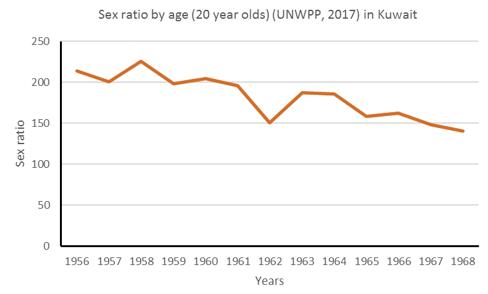 Sex ratio by age (20 year olds) (UNWPP, 2017) in Kuwait
250
200
150
100
50
0
Sex ratio
1956 1957 1958 1959 1960 1961 1962 1963 1964 1965 1966 1967 1968
Years